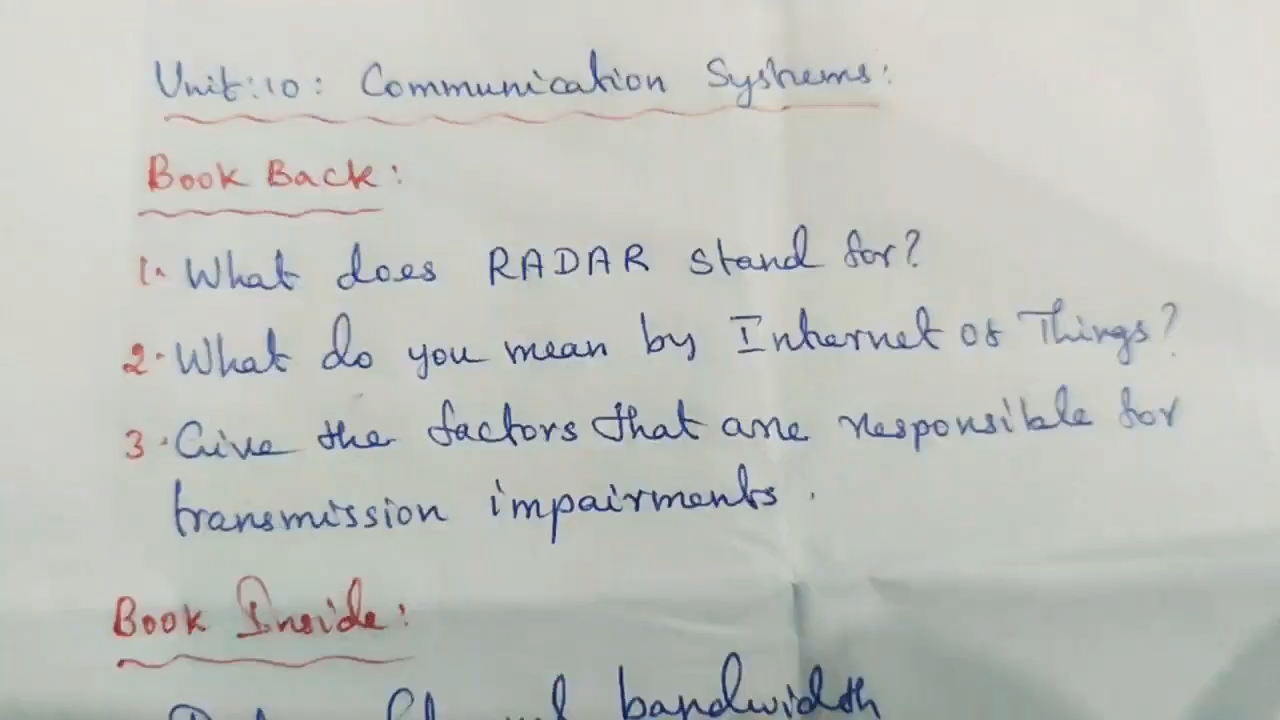 Unit:10: Communication Systems:
Book Back:
1. What does RADAR stand for?
2. What do you mean by Internet of Things?
3. Give the factors that are responsible for
transmission impairments.
Book Inside:
bandwidth